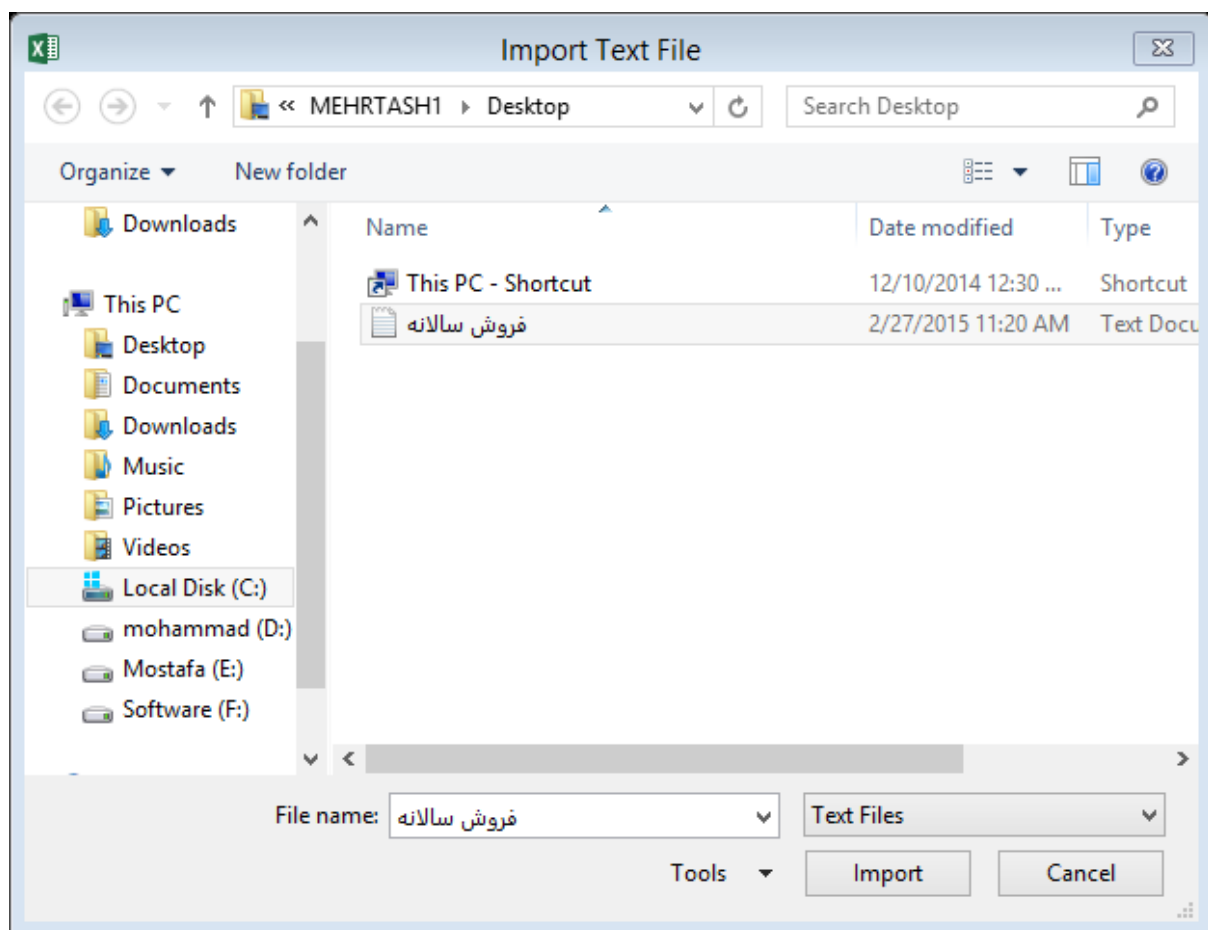 Import Text File
« MEHRTASH1 Desktop Search Desktop
Organize New folder
Name Date modified Type
This PC - Shortcut 12/10/2014 12:30 ... Shortcut
فروش سالانه 2/27/2015 11:20 AM Text Docu
Downloads
This PC
Desktop
Documents
Downloads
Music
Pictures
Videos
Local Disk (C:)
mohammad (D:)
Mostafa (E:)
Software (F:)
File name: فروش سالانه Text Files
Tools Import Cancel